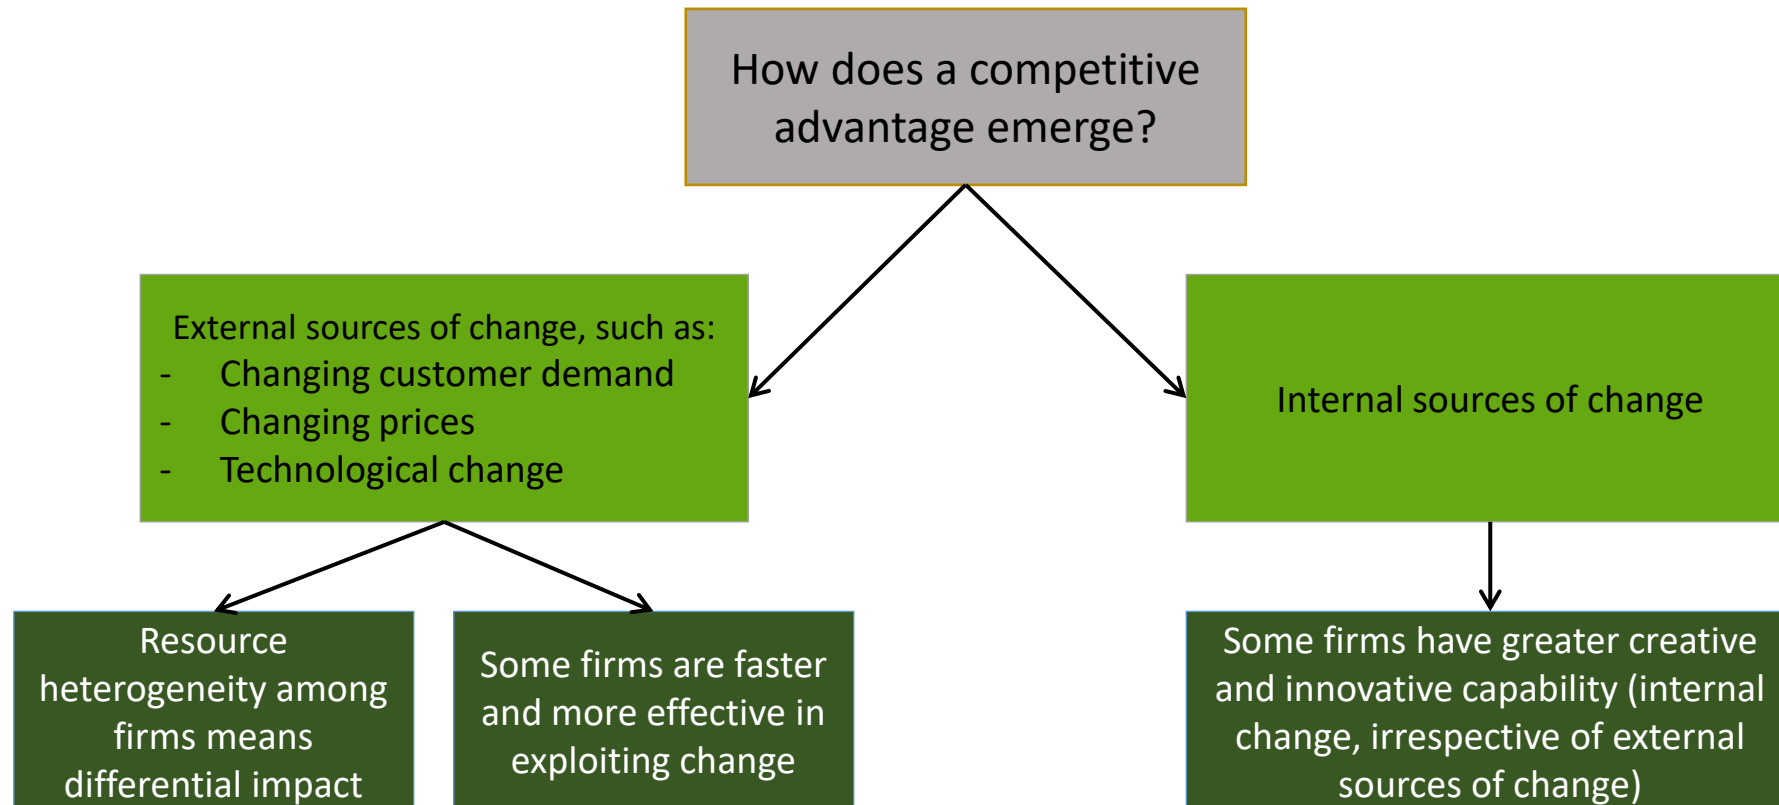 How does a competitive
advantage emerge?
External sources of change, such as:
- Changing customer demand
- Changing prices
- Technological change
Internal sources of change
Resource
heterogeneity among
firms means
differential impact
Some firms are faster
and more effective in
exploiting change
Some firms have greater creative
and innovative capability (internal
change, irrespective of external
sources of change)